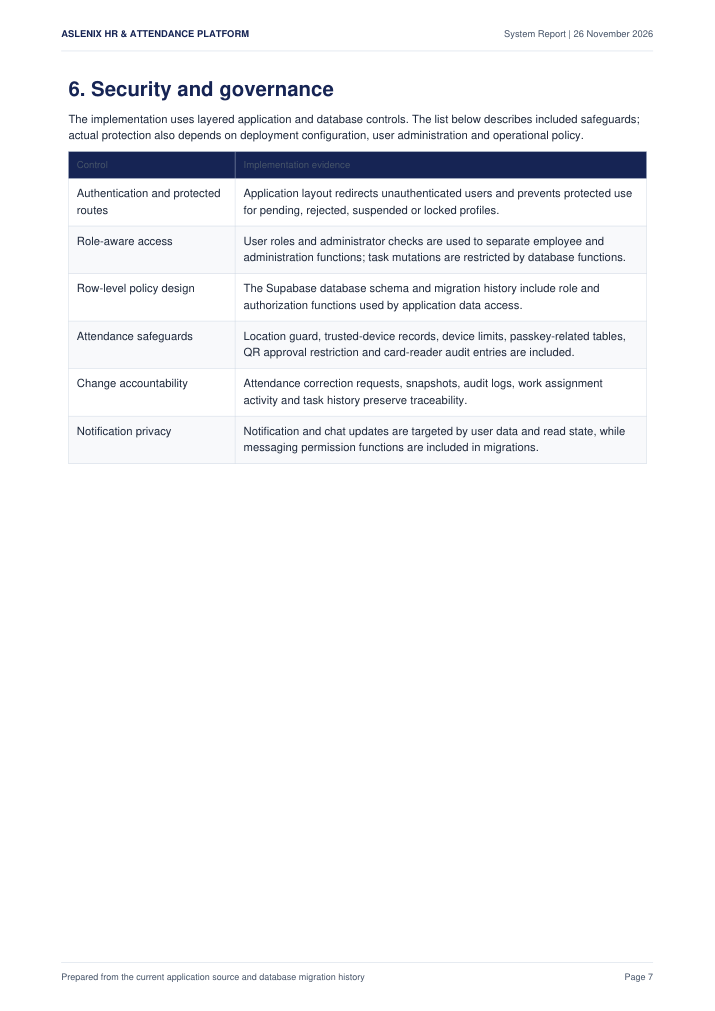 ASLENIX HR & ATTENDANCE PLATFORM
System Report | 26 November 2026
6. Security and governance
The implementation uses layered application and database controls. The list below describes included safeguards;
actual protection also depends on deployment configuration, user administration and operational policy.
Control
Implementation evidence
Authentication and protected
routes
Application layout redirects unauthenticated users and prevents protected use
for pending, rejected, suspended or locked profiles.
Role-aware access
User roles and administrator checks are used to separate employee and
administration functions; task mutations are restricted by database functions.
Row-level policy design
The Supabase database schema and migration history include role and
authorization functions used by application data access.
Attendance safeguards
Location guard, trusted-device records, device limits, passkey-related tables,
QR approval restriction and card-reader audit entries are included.
Change accountability
Attendance correction requests, snapshots, audit logs, work assignment
activity and task history preserve traceability.
Notification privacy
Notification and chat updates are targeted by user data and read state, while
messaging permission functions are included in migrations.
Prepared from the current application source and database migration history
Page 7